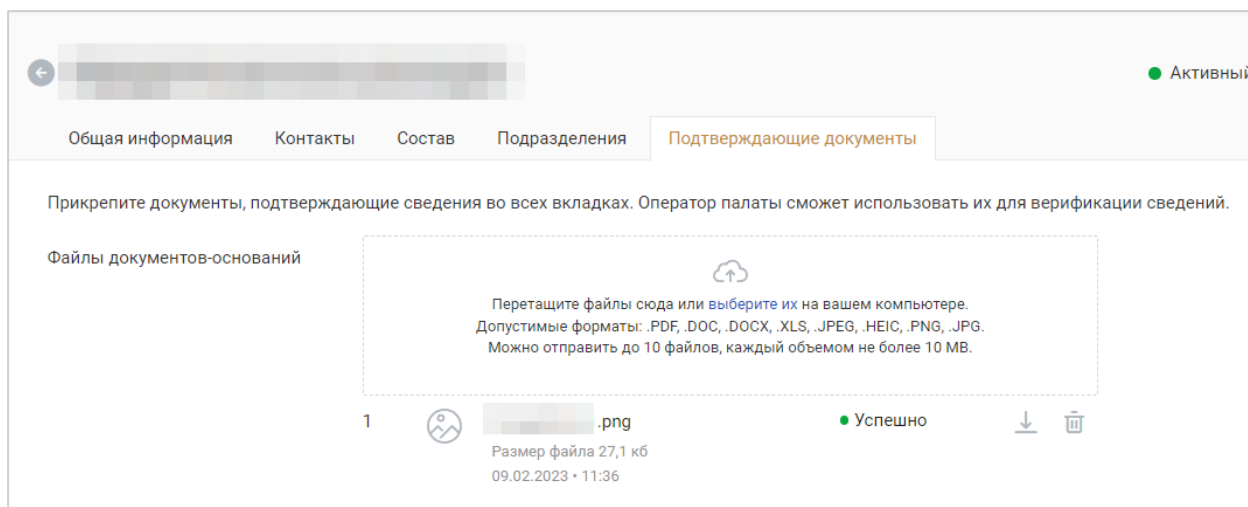 Активный
Общая информация Контакты Состав Подразделения Подтверждающие документы
Прикрепите документы, подтверждающие сведения во всех вкладках. Оператор палаты сможет использовать их для верификации сведений.
Файлы документов-оснований
Перетащите файлы сюда или выберите их на вашем компьютере.
Допустимые форматы: .PDF, .DOC, .DOCX, .XLS, .JPEG, .HEIC, .PNG, .JPG.
Можно отправить до 10 файлов, каждый объемом не более 10 MB.
1 .png Успешно
Размер файла 27,1 кб
09.02.2023 • 11:36